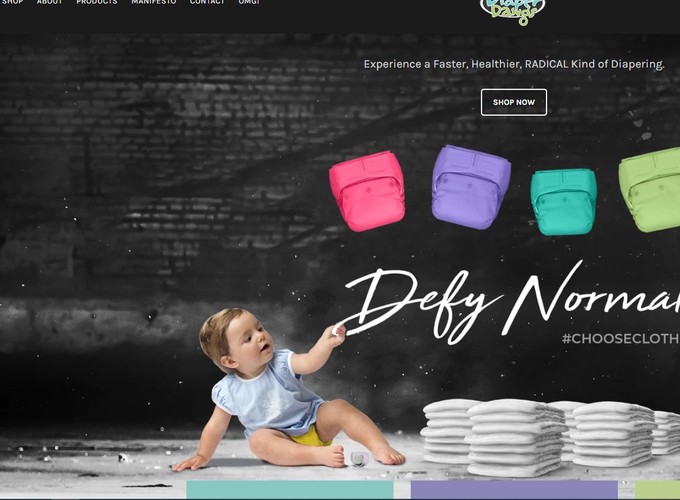 SHOP ABOUT PRODUCTS MANIFESTO CONTACT OMG!
Diaper
Dawgs
Experience a Faster, Healthier, RADICAL Kind of Diapering.
SHOP NOW
Defy Normal
#CHOOSECLOTH